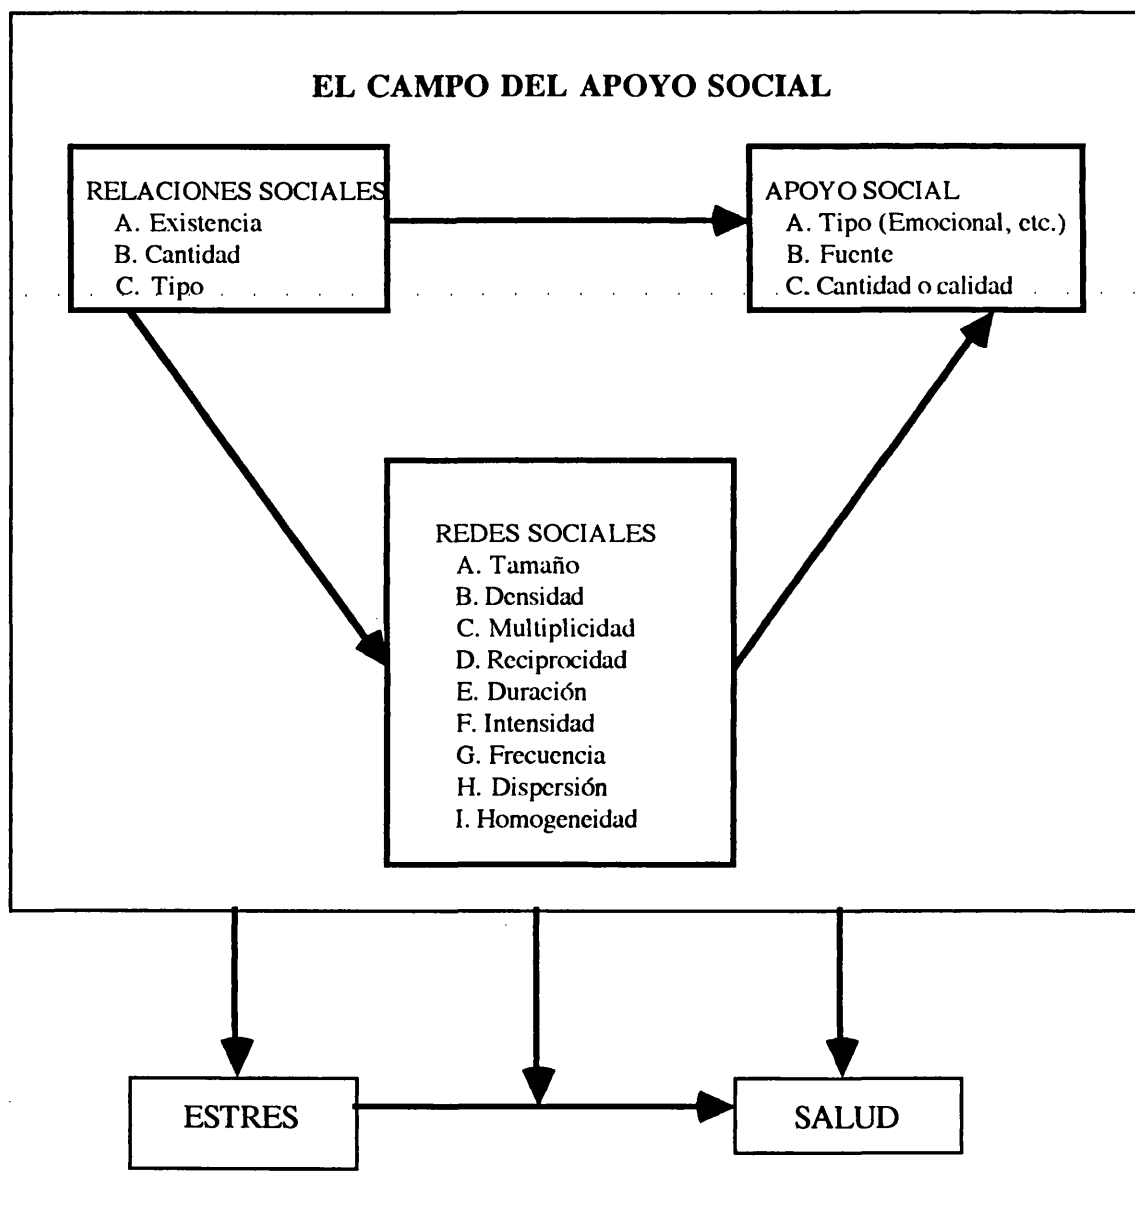 EL CAMPO DEL APOYO SOCIAL
RELACIONES SOCIALES
A. Existencia
B. Cantidad
C. Tipo
APOYO SOCIAL
A. Tipo (Emocional, etc.)
B. Fuente
C. Cantidad o calidad
REDES SOCIALES
A. Tamaño
B. Densidad
C. Multiplicidad
D. Reciprocidad
E. Duración
F. Intensidad
G. Frecuencia
H. Dispersión
I. Homogeneidad
ESTRES
SALUD